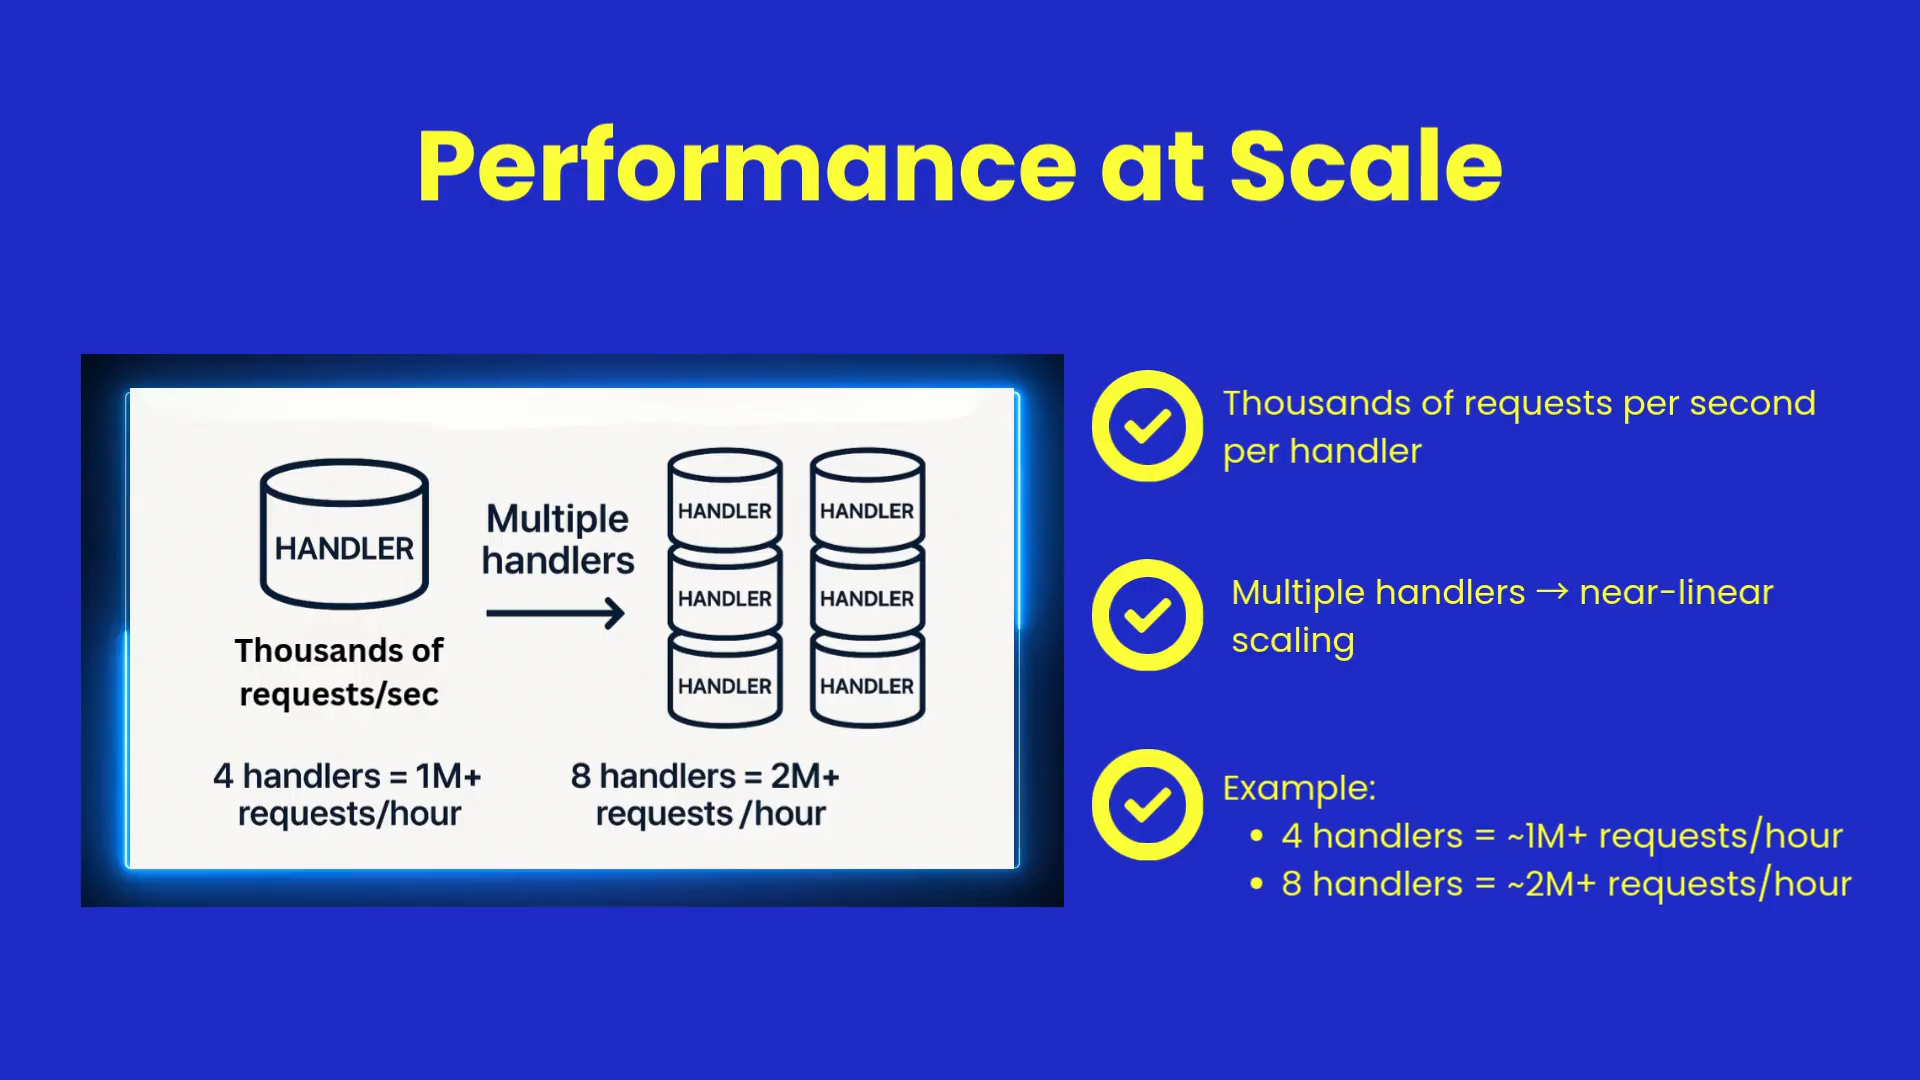 Performance at Scale
HANDLER
Thousands of
requests/sec
Multiple
handlers
HANDLER
HANDLER
HANDLER
HANDLER
HANDLER
HANDLER
4 handlers = 1M+
requests/hour
8 handlers = 2M+
requests /hour
Thousands of requests per second
per handler
Multiple handlers → near-linear
scaling
Example:
• 4 handlers = ~1M+ requests/hour
• 8 handlers = ~2M+ requests/hour